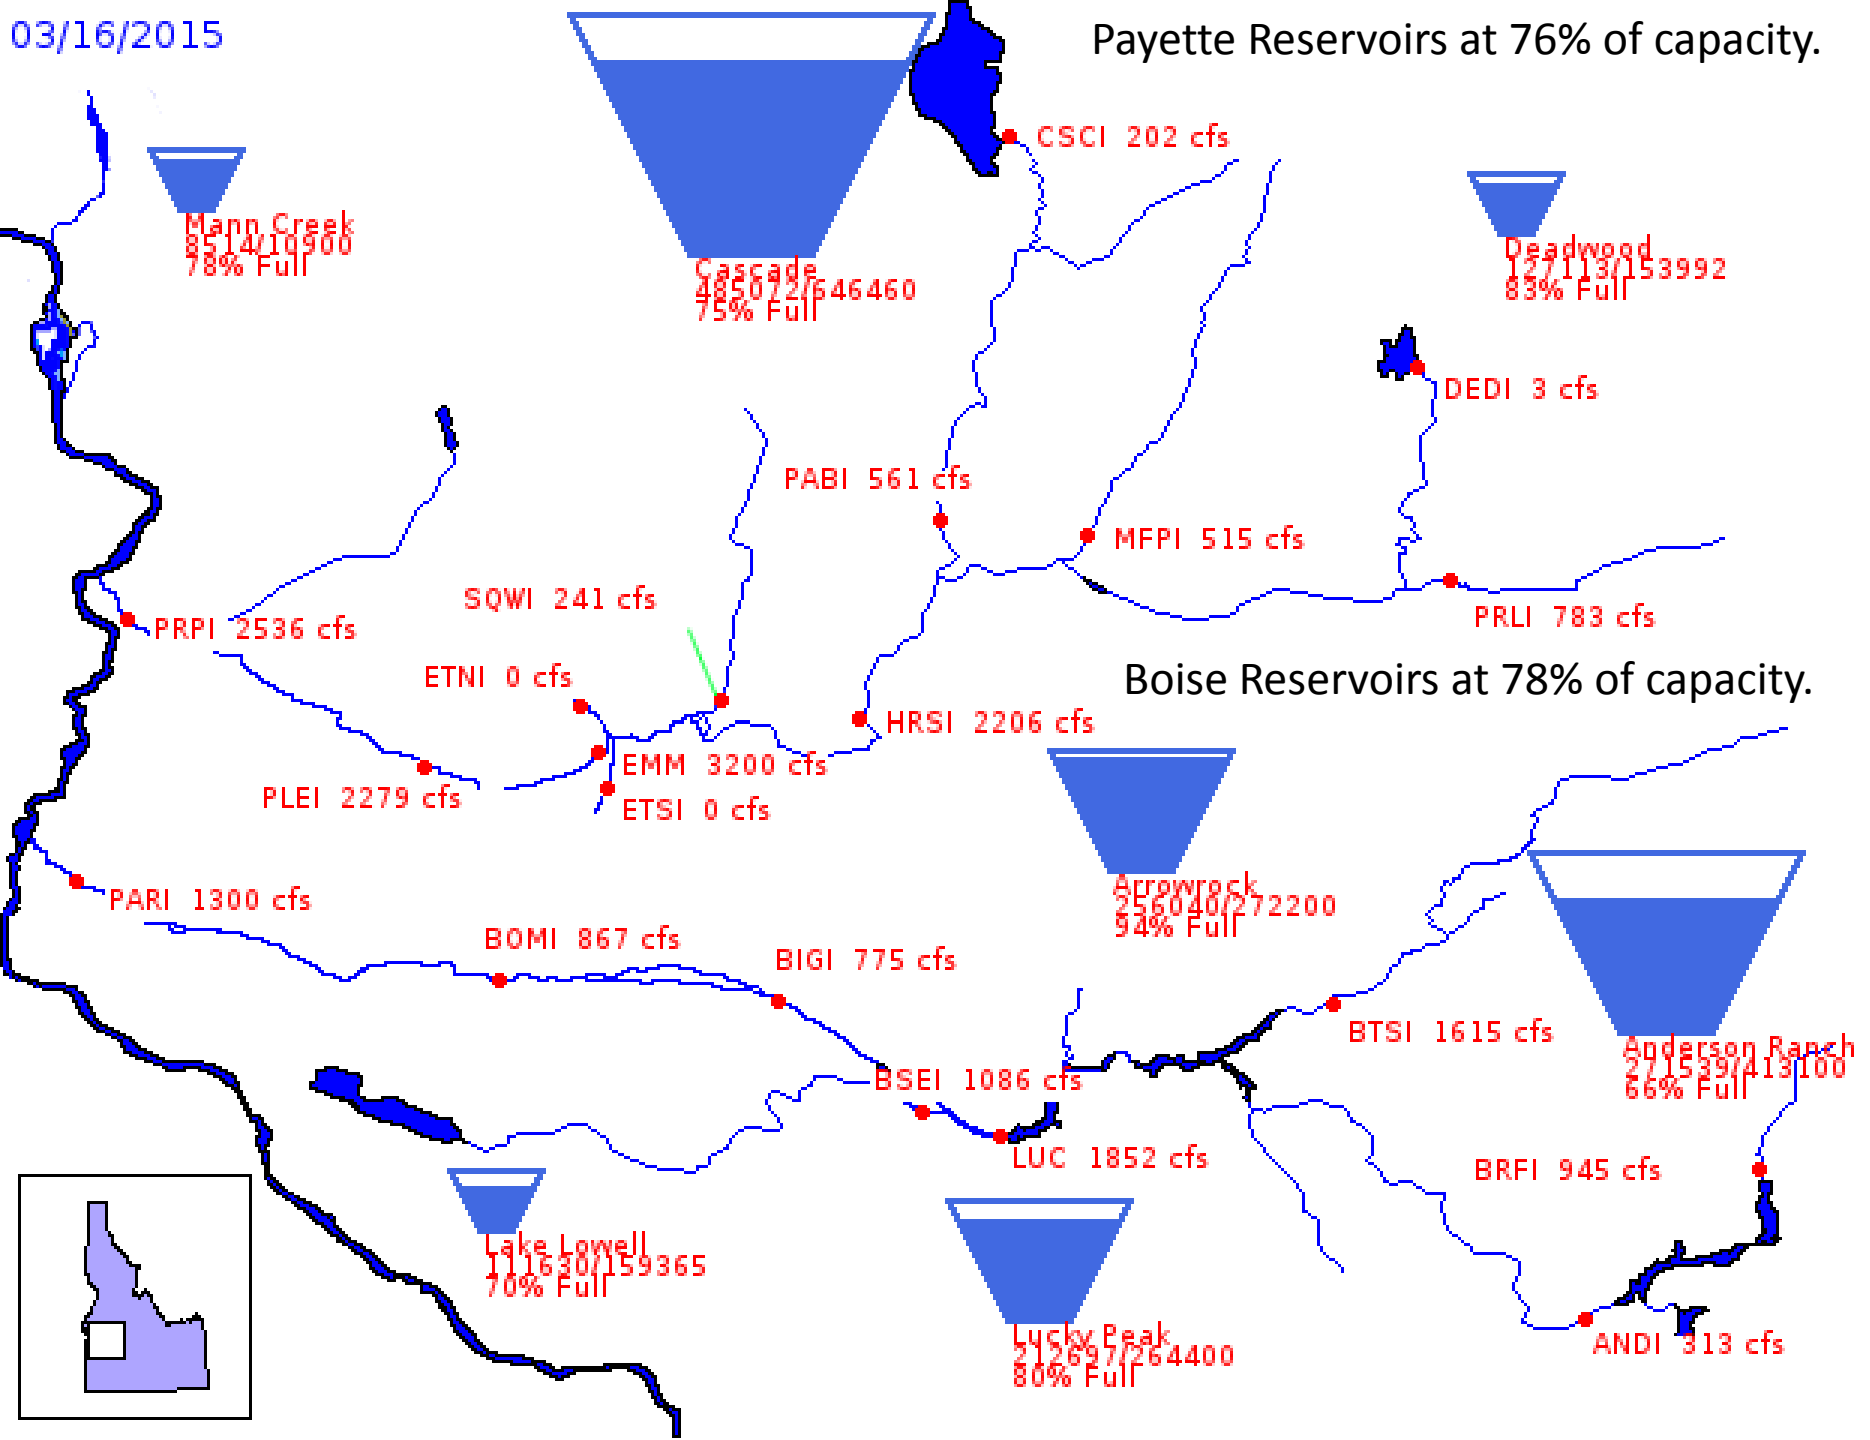 03/16/2015
Payette Reservoirs at 76% of capacity.
CSCI 202 cfs
Mann Creek
8514/10900
78% Full
Cascade
485072/646460
75% Full
Deadwood
127113/153992
83% Full
DEDI 3 cfs
PABI 561 cfs
MFPI 515 cfs
SQWI 241 cfs
PRPI 2536 cfs
PRLI 783 cfs
ETNI 0 cfs
Boise Reservoirs at 78% of capacity.
HRSI 2206 cfs
EMM 3200 cfs
PLEI 2279 cfs
ETSI 0 cfs
Arrowrock
256040/272200
94% Full
PARI 1300 cfs
BOMI 867 cfs
BIGI 775 cfs
BTSI 1615 cfs
Anderson Ranch
271539/413100
66% Full
BSEI 1086 cfs
LUC 1852 cfs
BRFI 945 cfs
Lake Lowell
111630/159365
70% Full
Lucky Peak
212697/264400
80% Full
ANDI 313 cfs